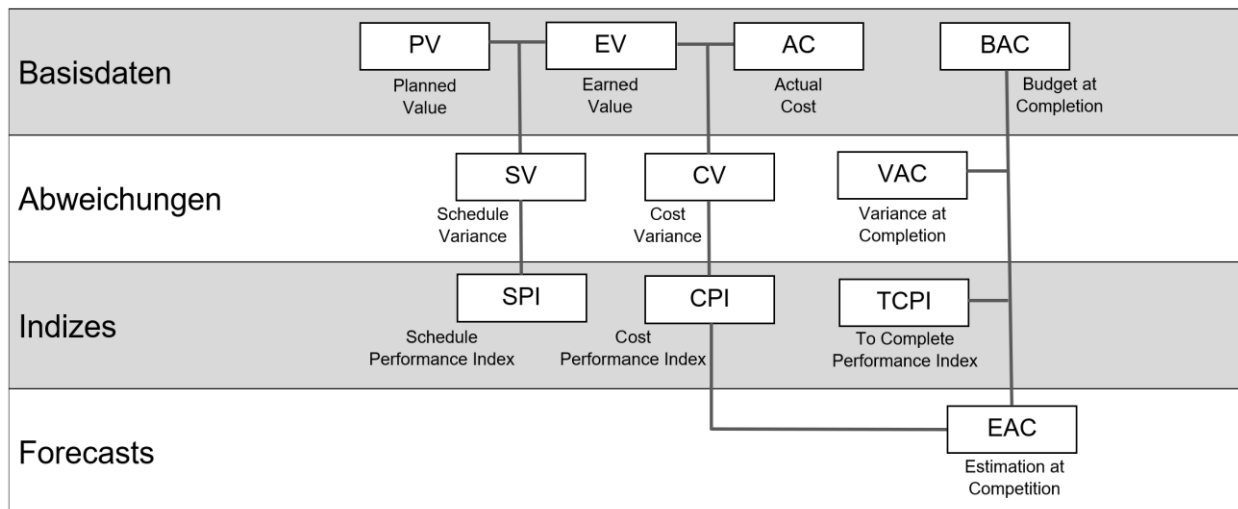 Basisdaten
PV
EV
AC
BAC
Planned
Value
Earned
Value
Actual
Cost
Budget at
Completion
Abweichungen
SV
CV
VAC
Schedule
Variance
Cost
Variance
Variance at
Completion
Indizes
SPI
CPI
TCPI
Schedule
Performance Index
Cost
Performance Index
To Complete
Performance Index
Forecasts
EAC
Estimation at
Competition